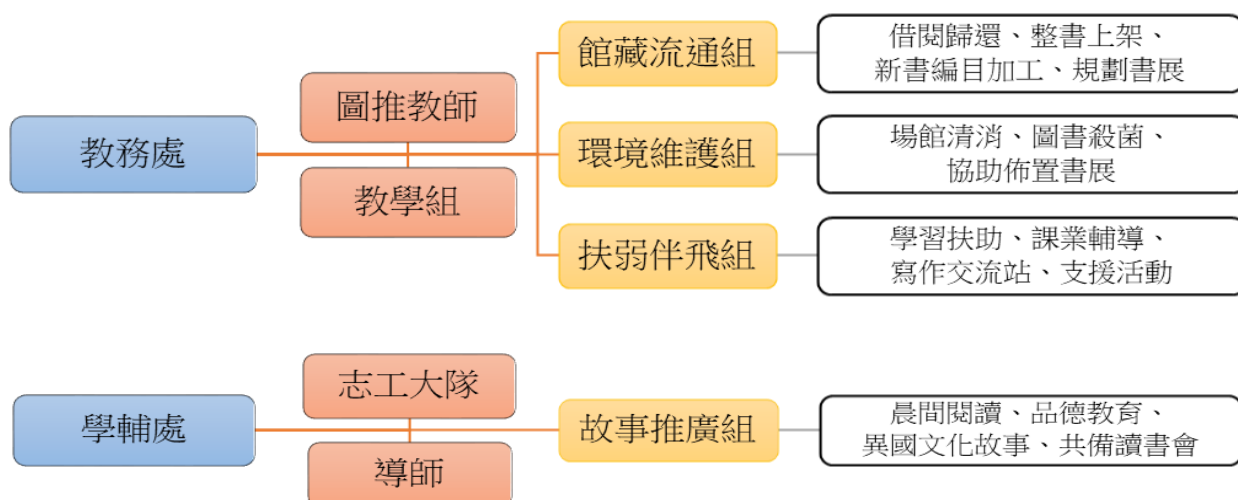 教務處
圖推教師
教學組
館藏流通組
借閱歸還、整書上架、
新書編目加工、規劃書展
環境維護組
場館清消、圖書殺菌、
協助佈置書展
扶弱伴飛組
學習扶助、課業輔導、
寫作交流站、支援活動
學輔處
志工大隊
導師
故事推廣組
晨間閱讀、品德教育、
異國文化故事、共備讀書會